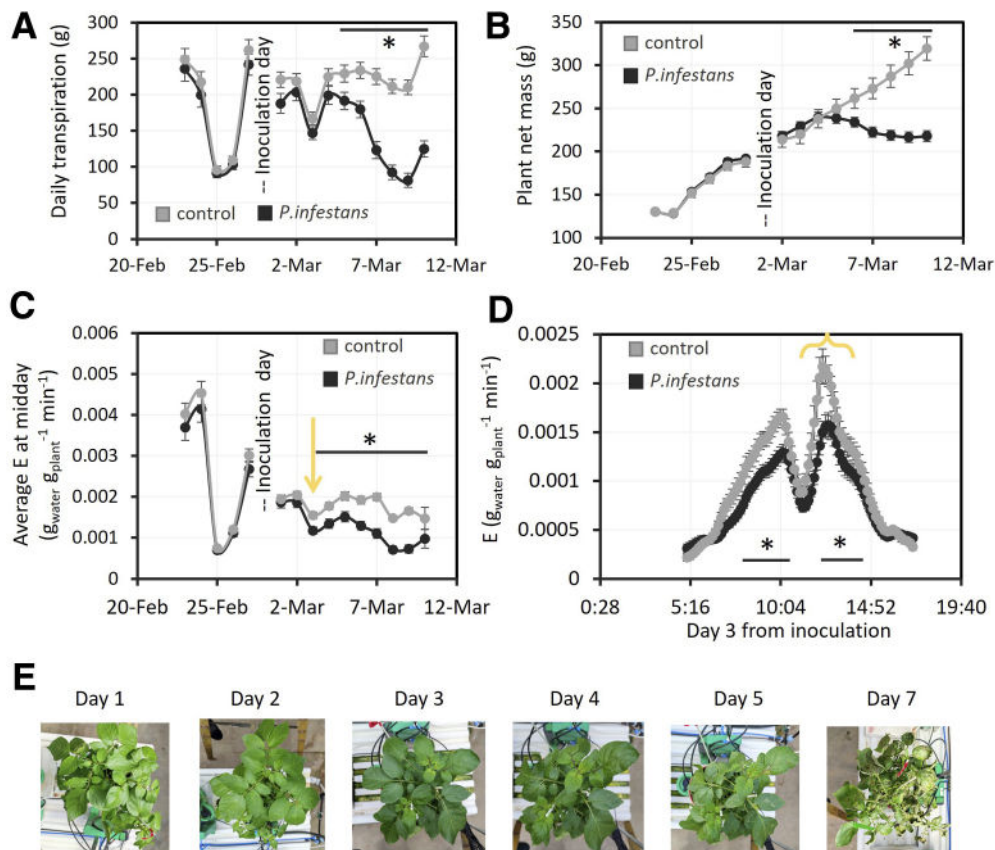 A
Daily transpiration (g)
300
250
200
150
100
50
0
control
P.infestans
-- Inoculation day
*
20-Feb 25-Feb 2-Mar 7-Mar 12-Mar
B
Plant net mass (g)
350
300
250
200
150
100
control
P.infestans
-- Inoculation day
*
20-Feb 25-Feb 2-Mar 7-Mar 12-Mar
C
Average E at midday
(g_water g_plant^-1 min^-1)
0.006
0.005
0.004
0.003
0.002
0.001
0
control
P.infestans
-- Inoculation day
*
20-Feb 25-Feb 2-Mar 7-Mar 12-Mar
D
E (g_water g_plant^-1 min^-1)
0.0025
0.002
0.0015
0.001
0.0005
0
control
P.infestans
* *
0:28 5:16 10:04 14:52 19:40
Day 3 from inoculation
E
Day 1 Day 2 Day 3 Day 4 Day 5 Day 7